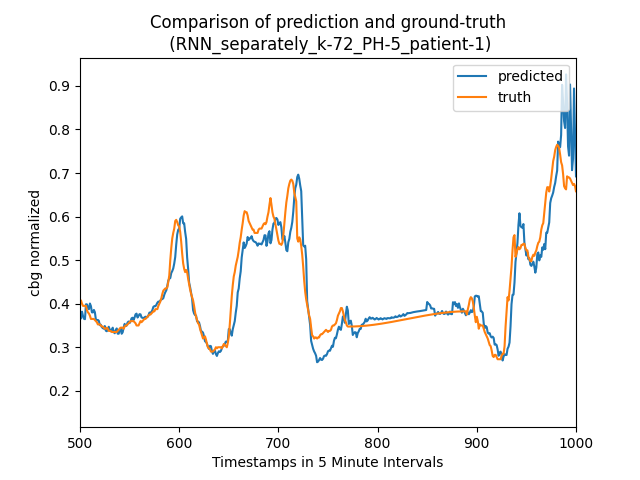 Comparison of prediction and ground-truth
(RNN_separately_k-72_PH-5_patient-1)
predicted
truth
cbg normalized
0.9
0.8
0.7
0.6
0.5
0.4
0.3
0.2
500 600 700 800 900 1000
Timestamps in 5 Minute Intervals